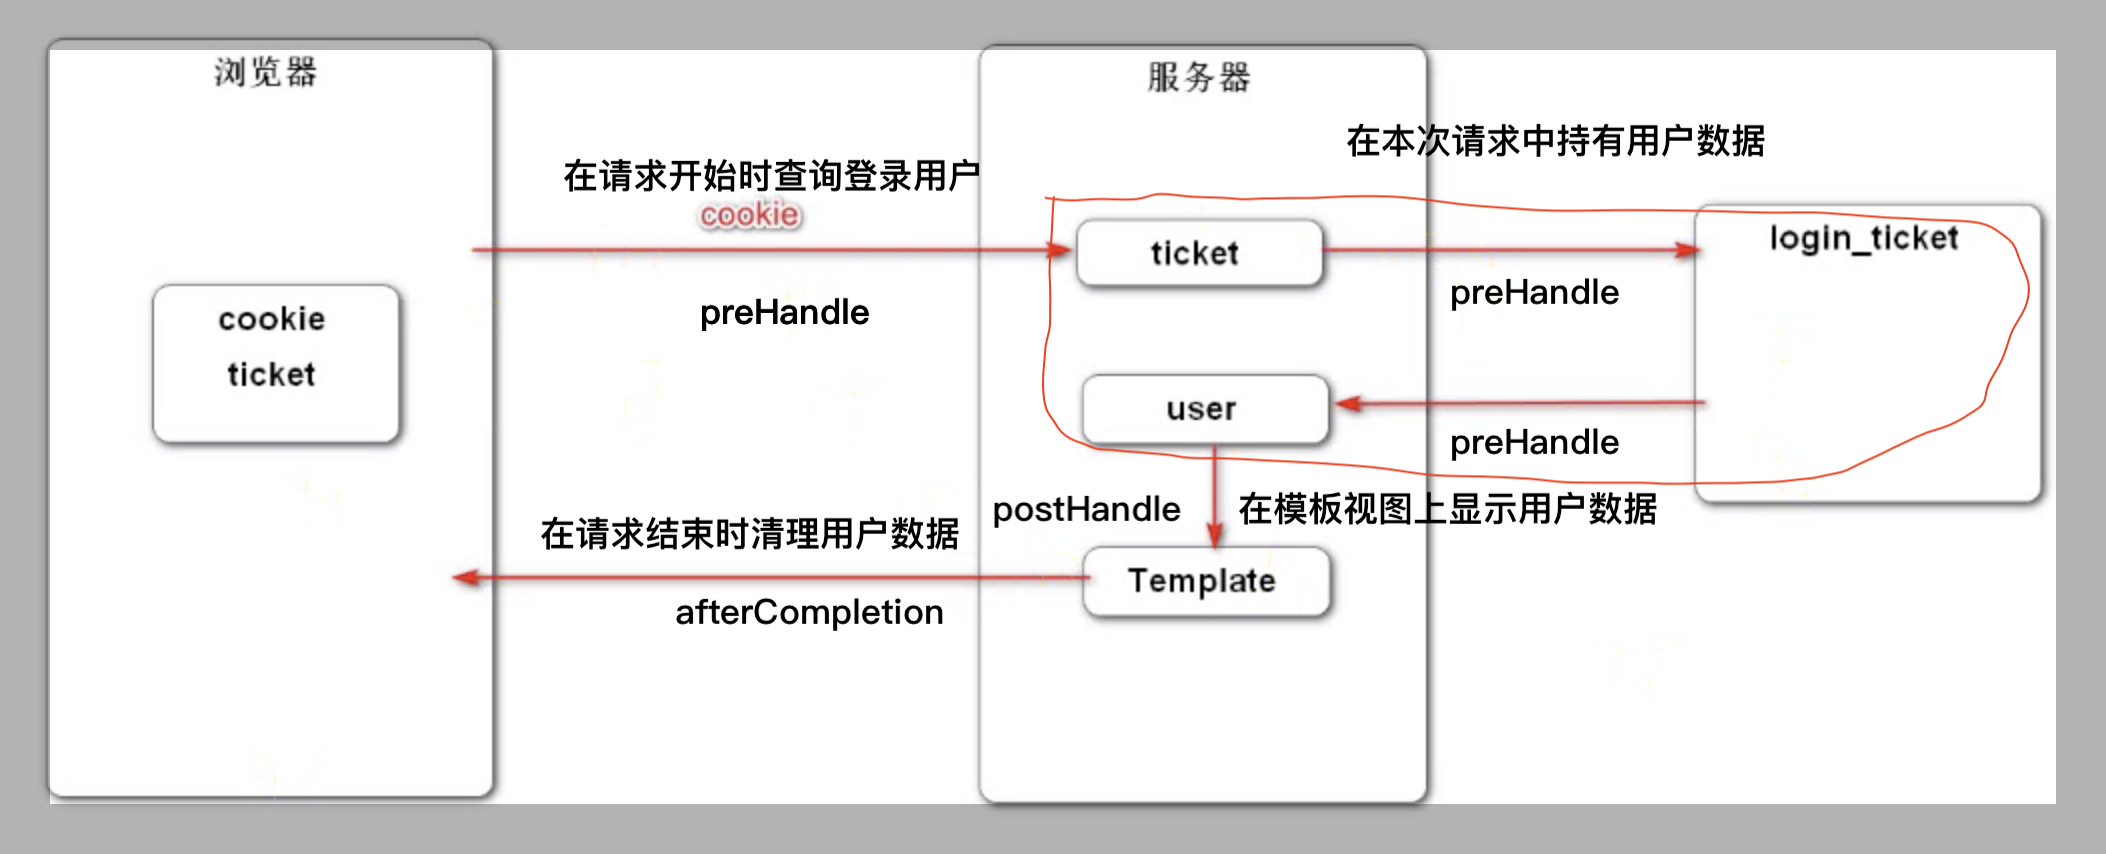 浏览器
服务器
在本次请求中持有用户数据
在请求开始时查询登录用户
cookie
preHandle
ticket
preHandle
login_ticket
cookie
ticket
user
preHandle
postHandle
在模板视图上显示用户数据
在请求结束时清理用户数据
Template
afterCompletion